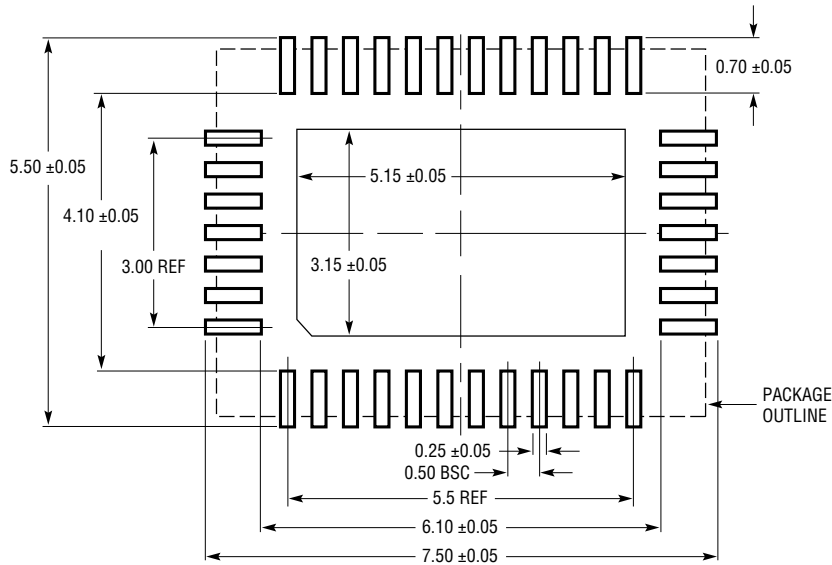 0.70 ±0.05
5.50 ±0.05
5.15 ±0.05
4.10 ±0.05
3.00 REF
3.15 ±0.05
PACKAGE
OUTLINE
0.25 ±0.05
0.50 BSC
5.5 REF
6.10 ±0.05
7.50 ±0.05